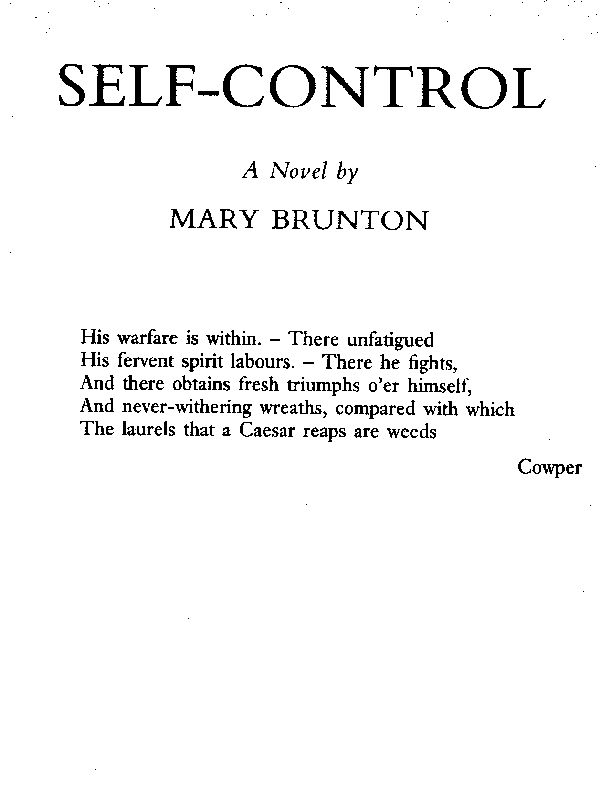 SELF-CONTROL
A Novel by
MARY BRUNTON
His warfare is within. – There unfatigued
His fervent spirit labours. – There he fights,
And there obtains fresh triumphs o'er himself,
And never-withering wreaths, compared with which
The laurels that a Caesar reaps are weeds
Cowper